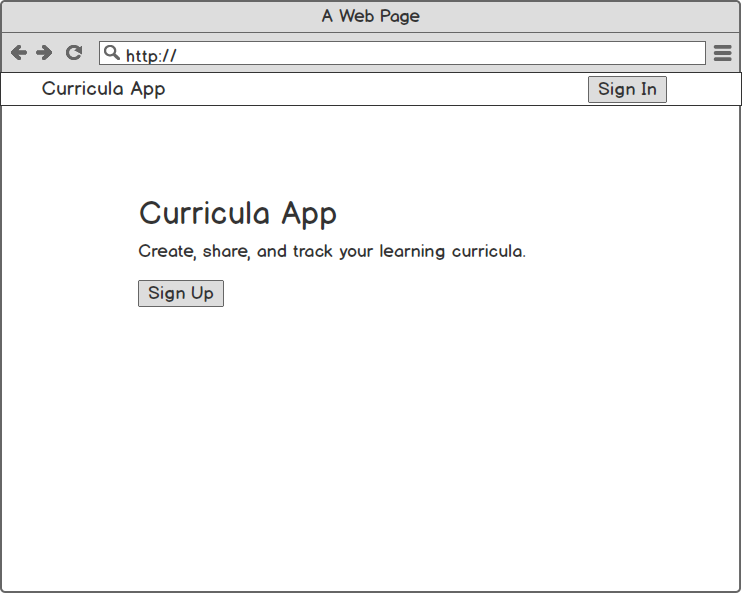 A Web Page
http://
Curricula App
Sign In
Curricula App
Create, share, and track your learning curricula.
Sign Up